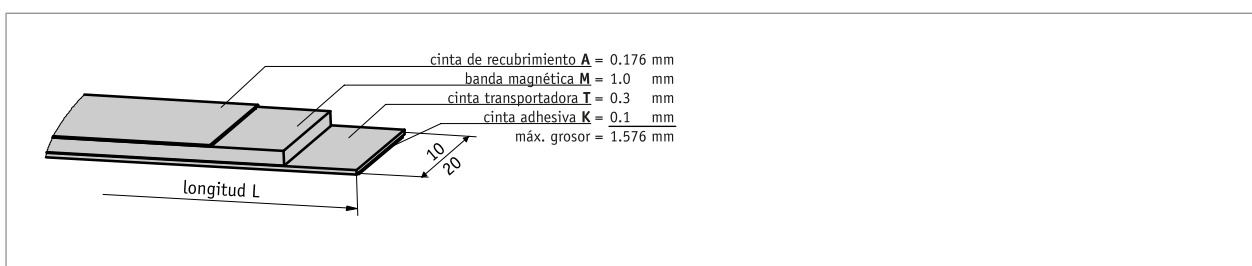 cinta de recubrimiento A = 0.176 mm
banda magnética M = 1.0 mm
cinta transportadora T = 0.3 mm
cinta adhesiva K = 0.1 mm
máx. grosor = 1.576 mm
10
20
longitud L